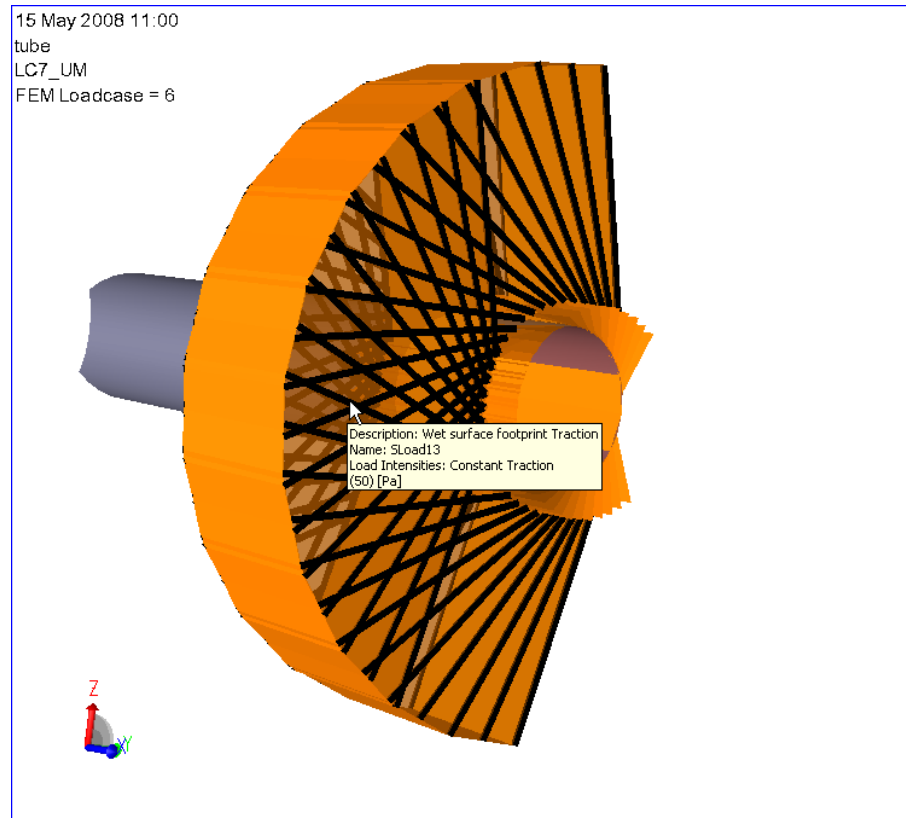 15 May 2008 11:00
tube
LC7_UM
FEM Loadcase = 6
Description: Wet surface footprint Traction
Name: SLoad13
Load Intensities: Constant Traction
(50) [Pa]
Z
XY